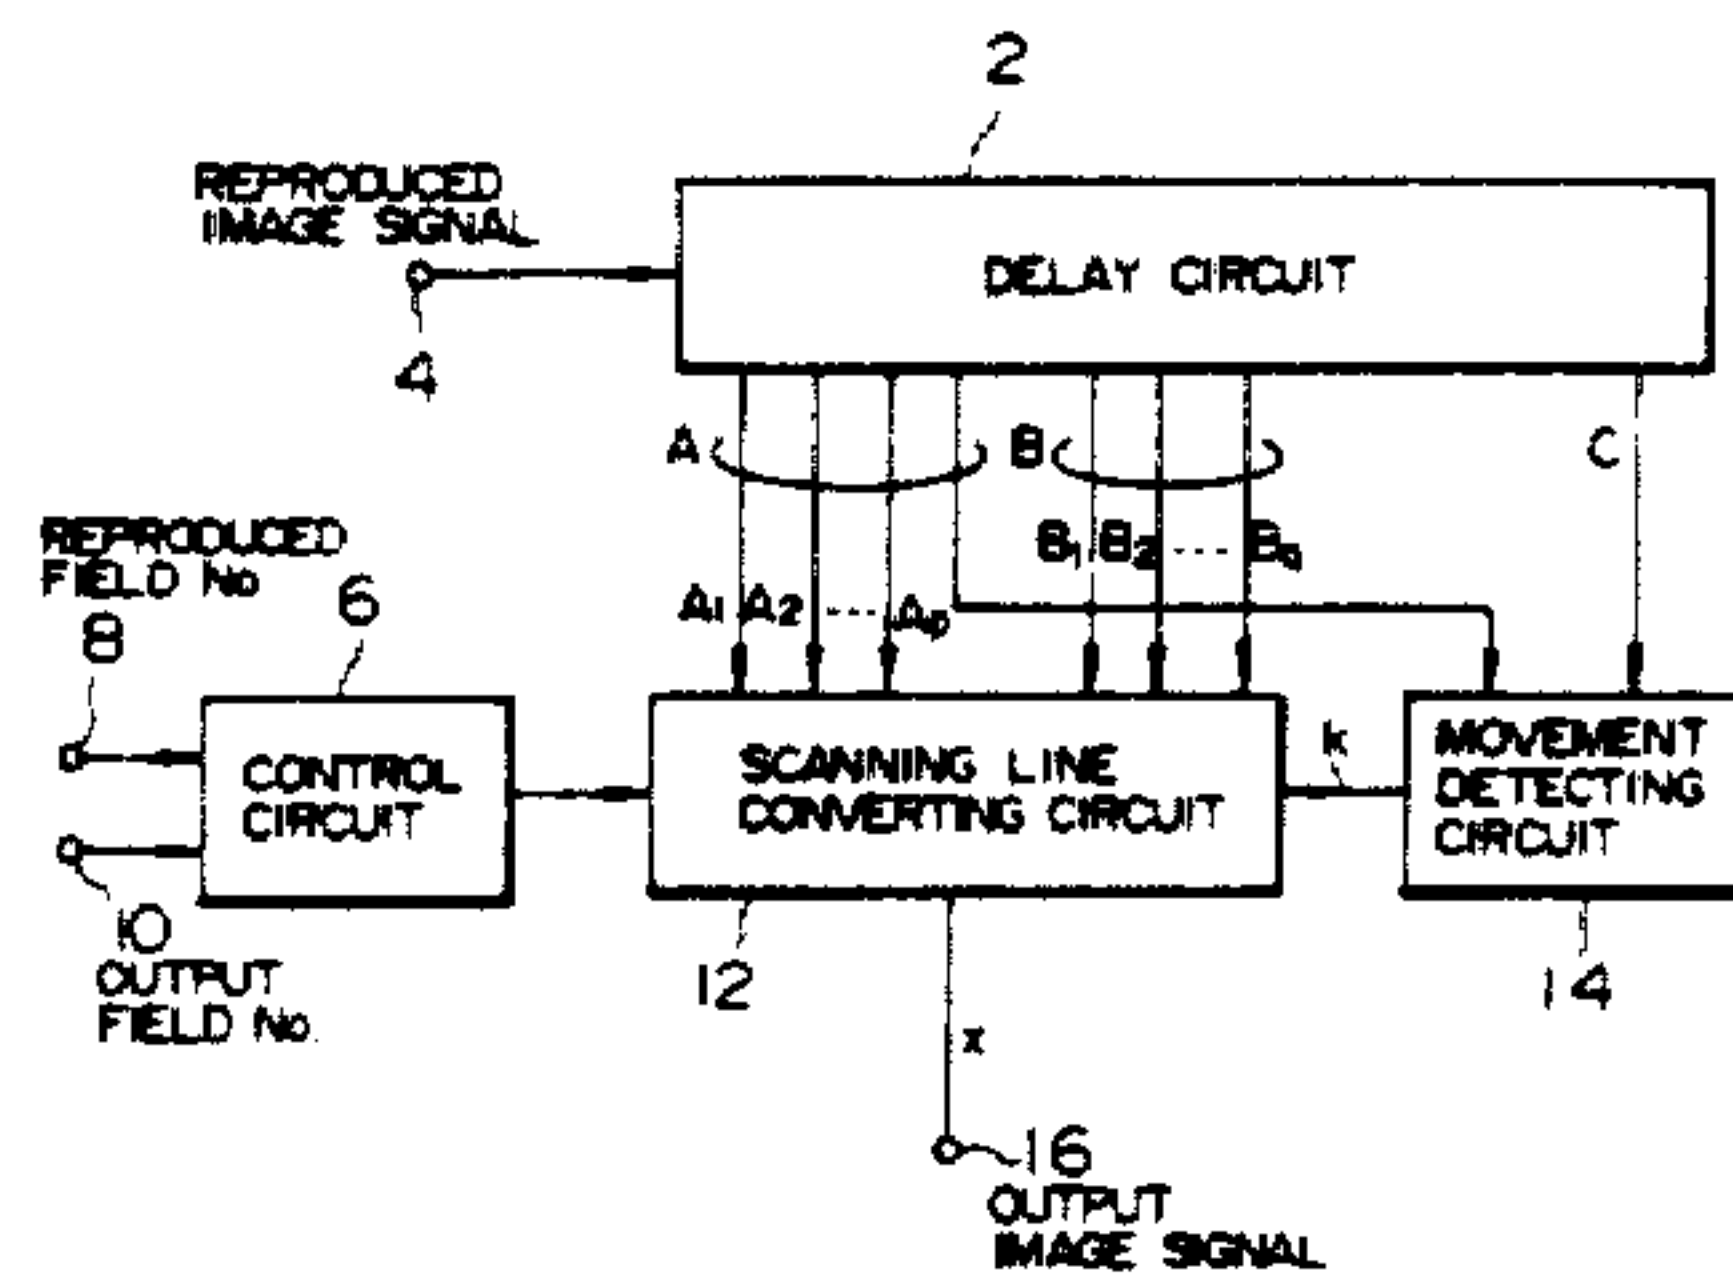 2
REPRODUCED
IMAGE SIGNAL
4
DELAY CIRCUIT
A
B
C
REPRODUCED
FIELD No
8
6
B1 B2 ---- Bq
A1 A2 ---- Ap
CONTROL
CIRCUIT
SCANNING LINE
CONVERTING CIRCUIT
k
MOVEMENT
DETECTING
CIRCUIT
10
OUTPUT
FIELD No.
12
14
x
16
OUTPUT
IMAGE SIGNAL